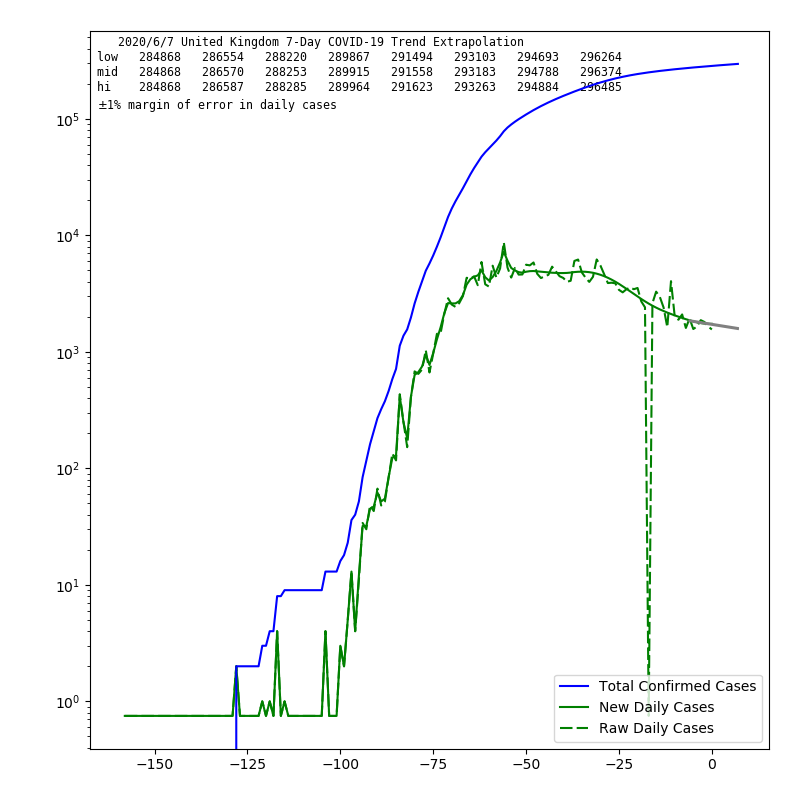 2020/6/7 United Kingdom 7-Day COVID-19 Trend Extrapolation
low 284868 286554 288220 289867 291494 293103 294693 296264
mid 284868 286570 288253 289915 291558 293183 294788 296374
hi 284868 286587 288285 289964 291623 293263 294884 296485
±1% margin of error in daily cases
10^5
10^4
10^3
10^2
10^1
10^0
Total Confirmed Cases
New Daily Cases
Raw Daily Cases
−150 −125 −100 −75 −50 −25 0